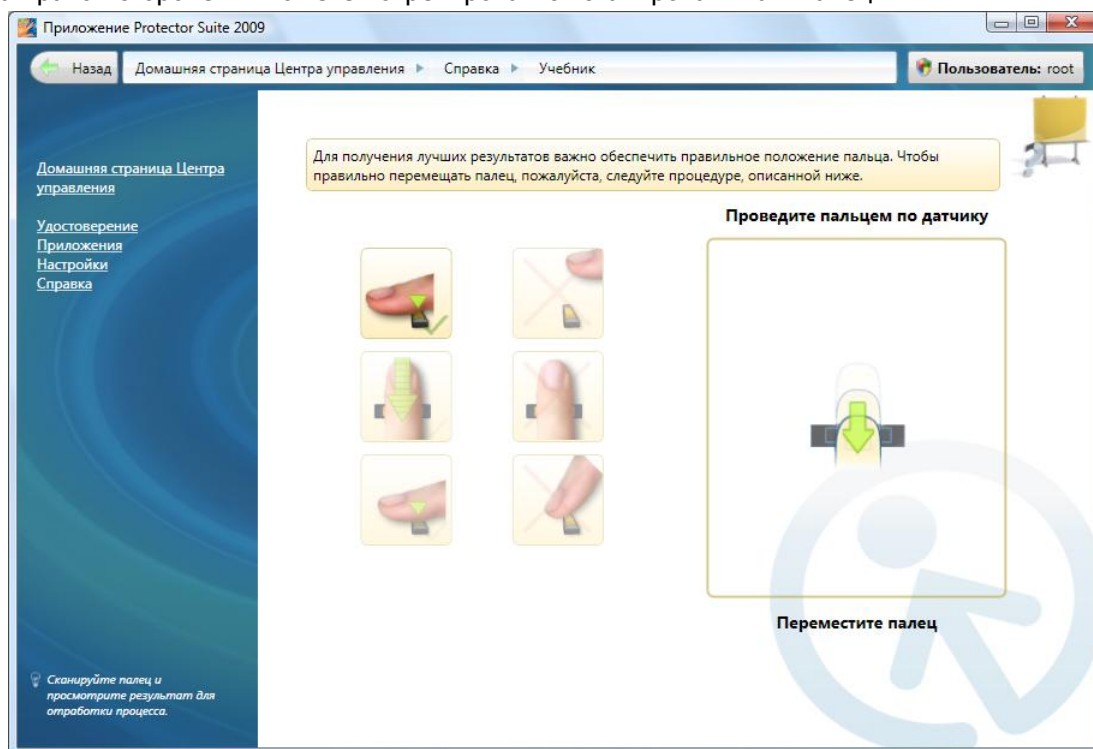 Приложение Protector Suite 2009
Назад
Домашняя страница Центра управления
Справка
Учебник
Пользователь: root
Домашняя страница Центра
управления
Удостоверение
Приложения
Настройки
Справка
Для получения лучших результатов важно обеспечить правильное положение пальца. Чтобы
правильно перемещать палец, пожалуйста, следуйте процедуре, описанной ниже.
Проведите пальцем по датчику
Переместите палец
Сканируйте палец и
просмотрите результат для
отработки процесса.